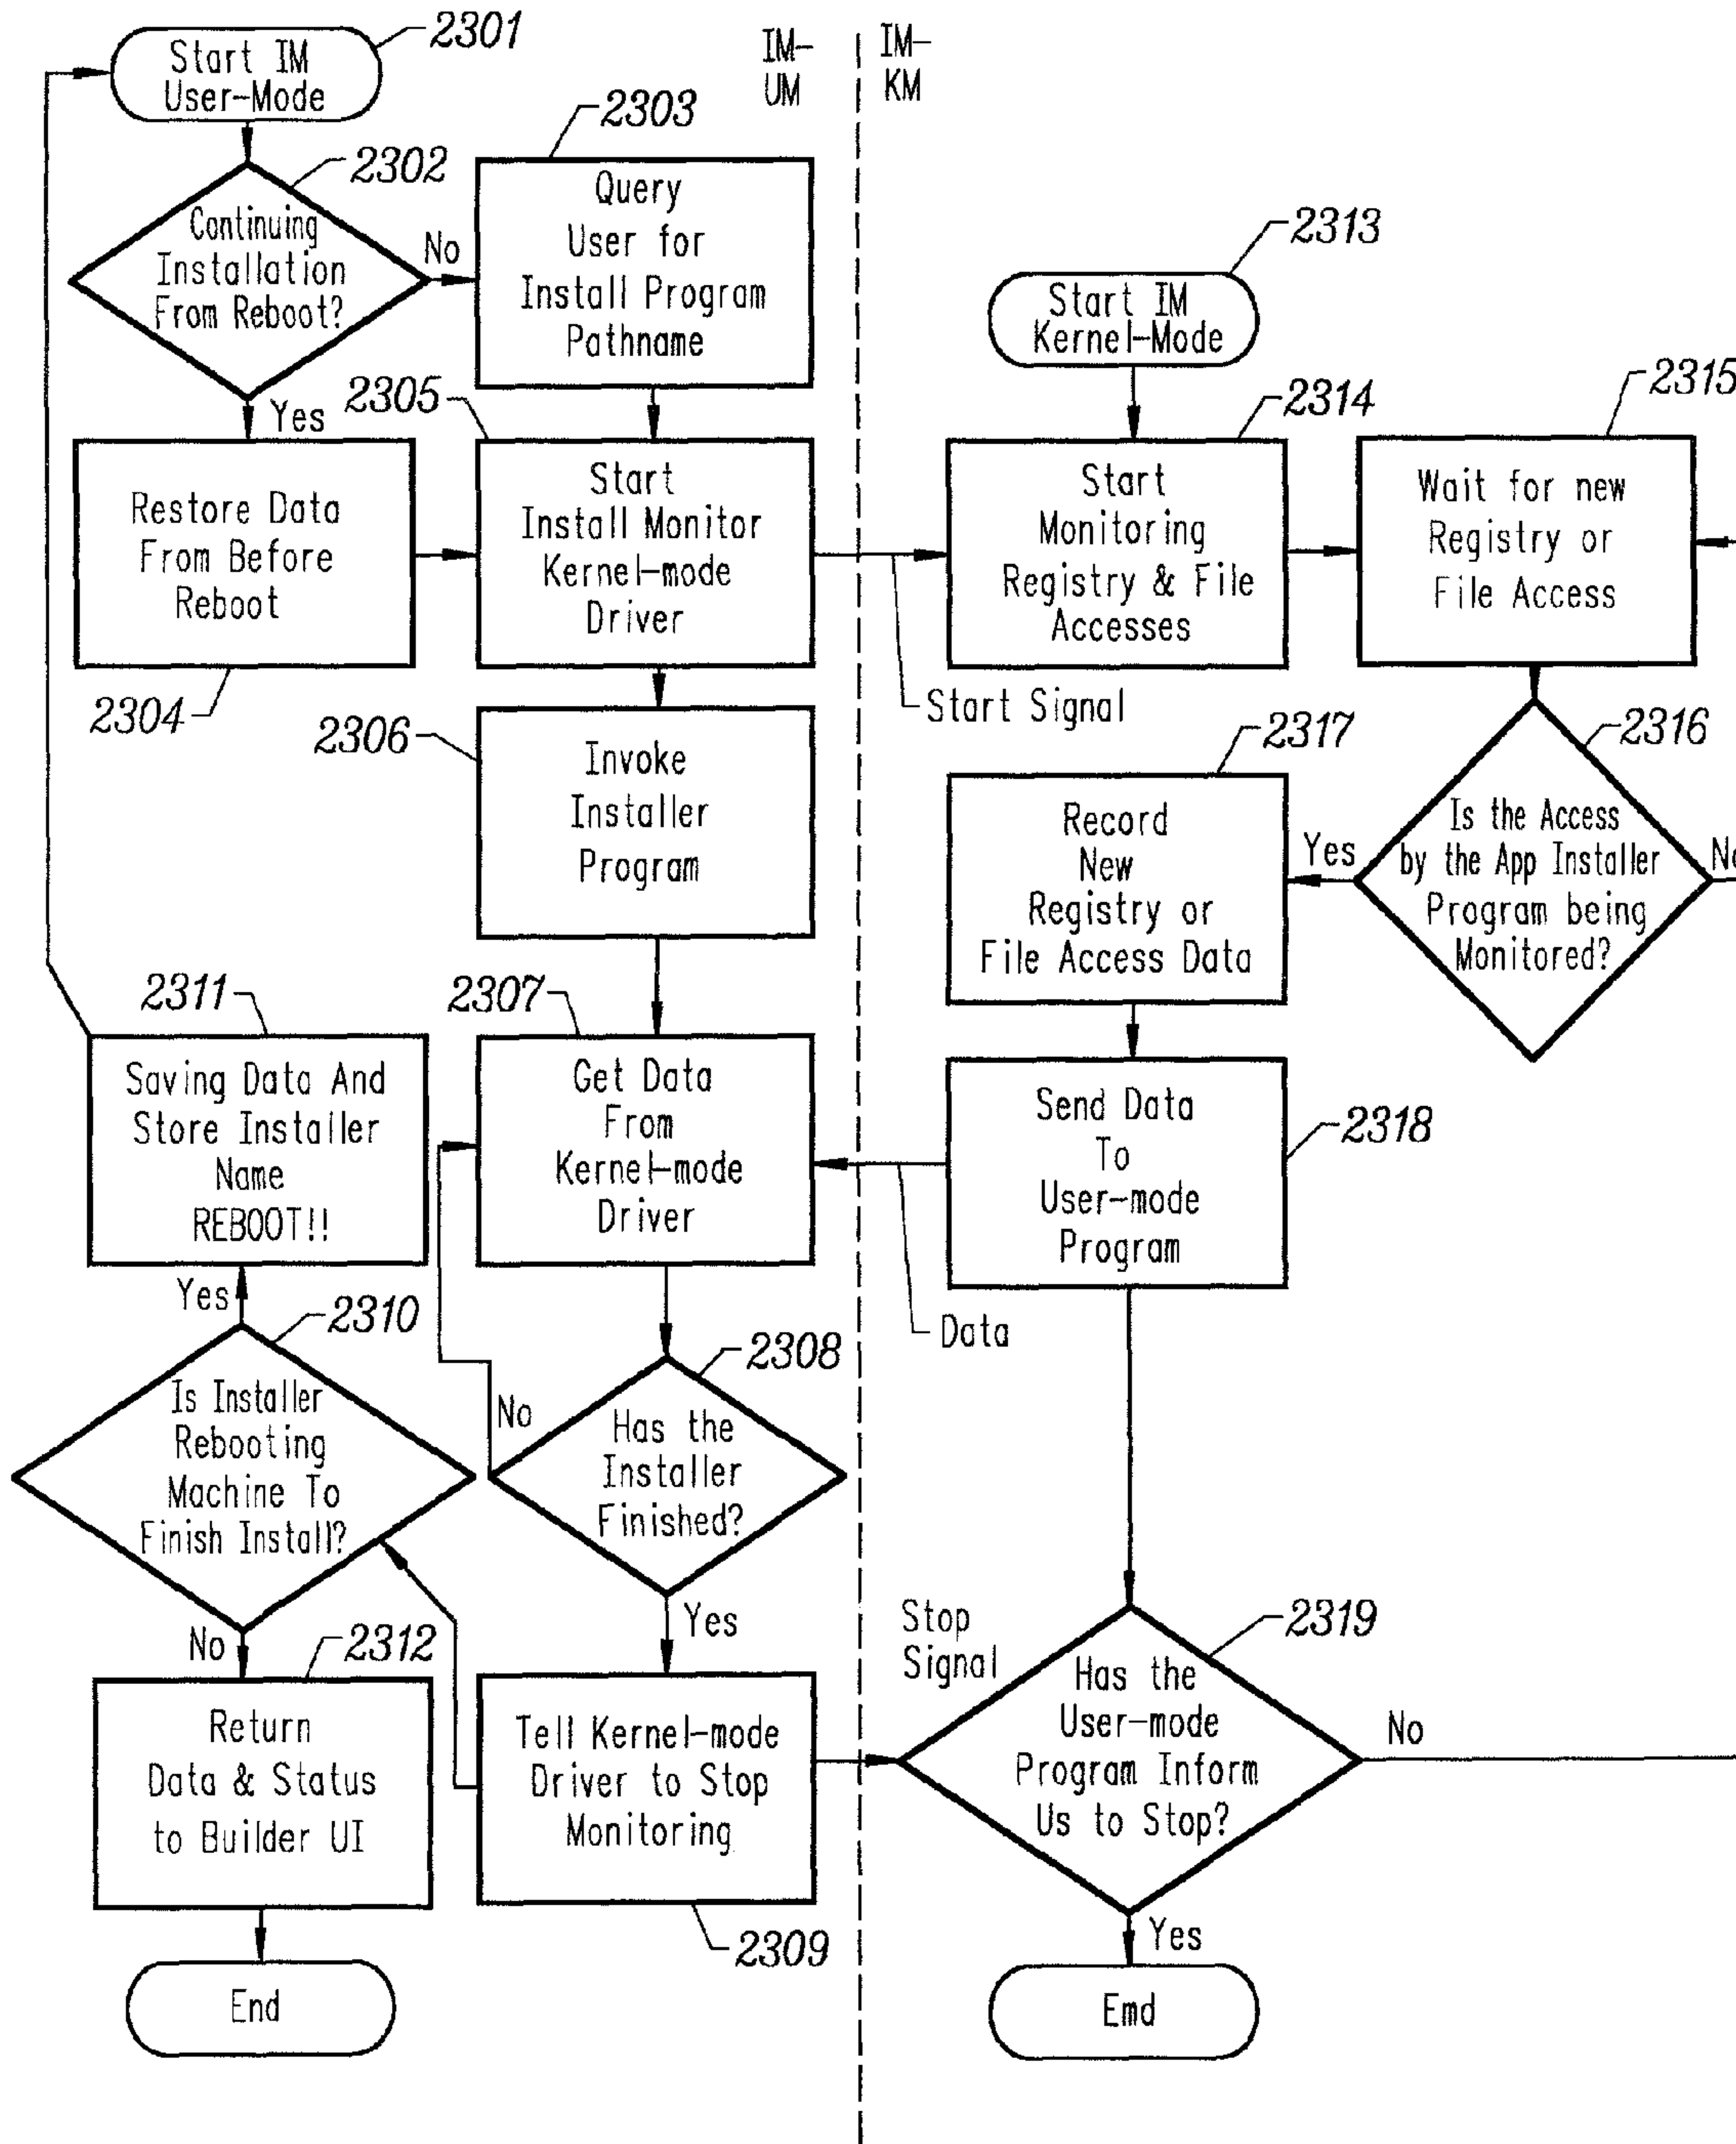 2301
Start IM
User-Mode
IM-
UM
IM-
KM
2302
Continuing
Installation
From Reboot?
No
Yes
2303
Query
User for
Install Program
Pathname
2304
Restore Data
From Before
Reboot
2305
Start
Install Monitor
Kernel-mode
Driver
Start Signal
2306
Invoke
Installer
Program
2307
Get Data
From
Kernel-mode
Driver
Data
2308
Has the
Installer
Finished?
No
Yes
2309
Tell Kernel-mode
Driver to Stop
Monitoring
Stop
Signal
2310
Is Installer
Rebooting
Machine To
Finish Install?
Yes
No
2311
Saving Data And
Store Installer
Name
REBOOT!!
2312
Return
Data & Status
to Builder UI
End
2313
Start IM
Kernel-Mode
2314
Start
Monitoring
Registry & File
Accesses
2315
Wait for new
Registry or
File Access
2316
Is the Access
by the App Installer
Program being
Monitored?
Yes
2317
Record
New
Registry or
File Access Data
2318
Send Data
To
User-mode
Program
2319
Has the
User-mode
Program Inform
Us to Stop?
No
Yes
Emd